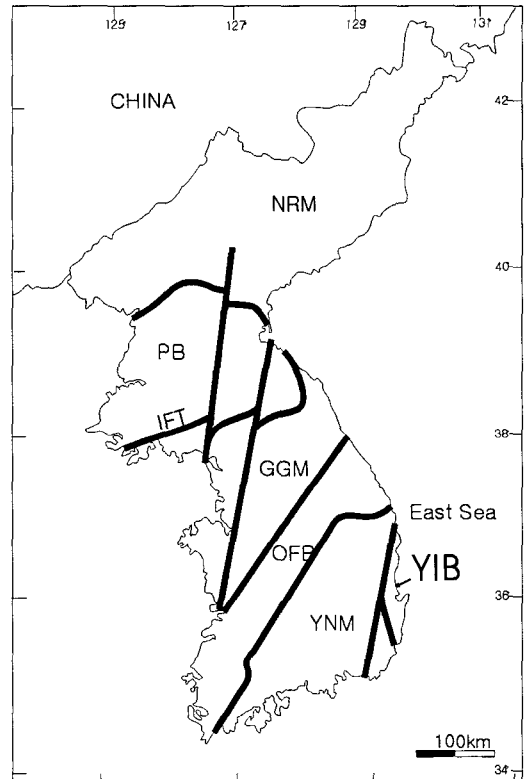 125 127 129 131
CHINA
42
NRM
40
PB
IFT
38
GGM
East Sea
OFB
YIB
36
YNM
100km
34